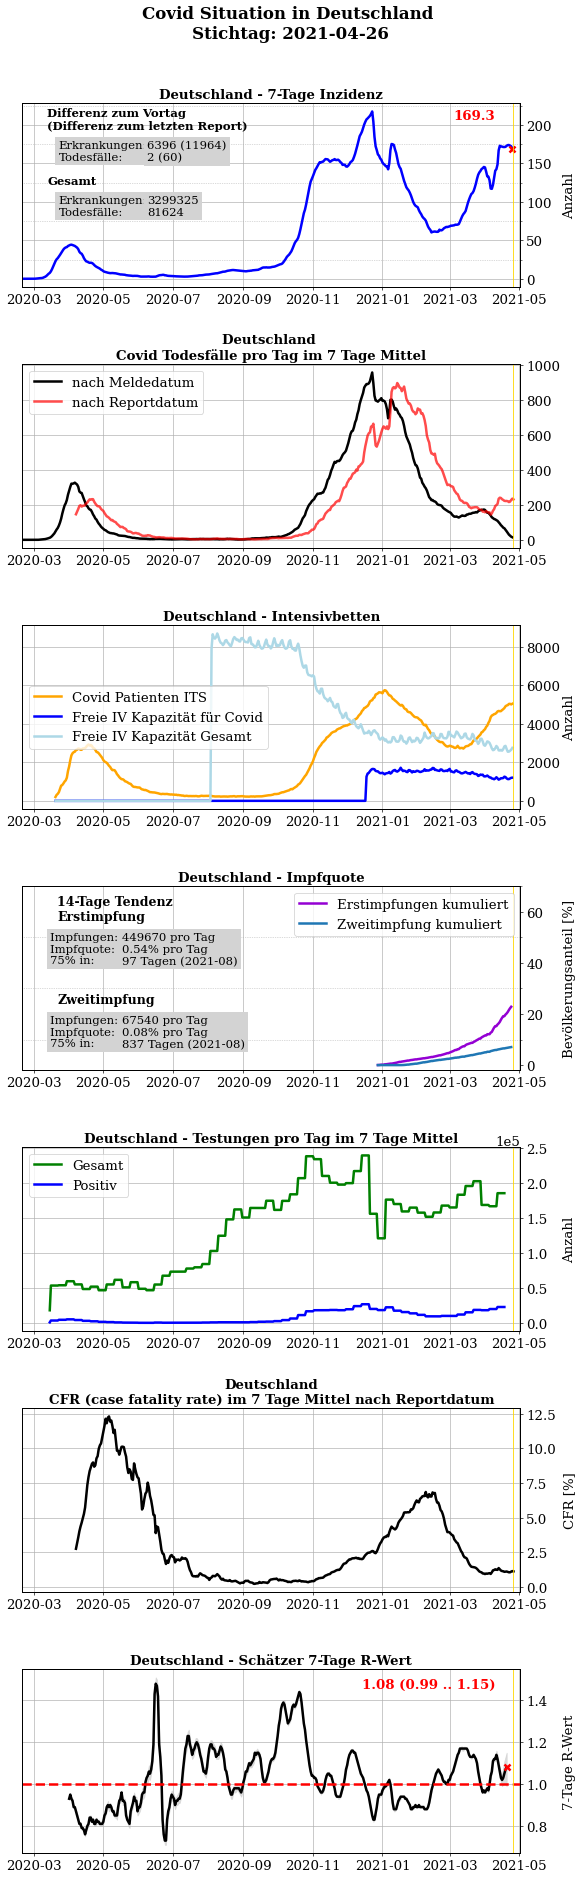 Covid Situation in Deutschland
Stichtag: 2021-04-26
Deutschland - 7-Tage Inzidenz
Differenz zum Vortag
(Differenz zum letzten Report)
Erkrankungen 6396 (11964)
Todesfälle: 2 (60)
Gesamt
Erkrankungen 3299325
Todesfälle: 81624
169.3
200
150
100
50
0
Anzahl
2020-03 2020-05 2020-07 2020-09 2020-11 2021-01 2021-03 2021-05
Deutschland
Covid Todesfälle pro Tag im 7 Tage Mittel
nach Meldedatum
nach Reportdatum
1000
800
600
400
200
0
2020-03 2020-05 2020-07 2020-09 2020-11 2021-01 2021-03 2021-05
Deutschland - Intensivbetten
Covid Patienten ITS
Freie IV Kapazität für Covid
Freie IV Kapazität Gesamt
8000
6000
4000
2000
0
Anzahl
2020-03 2020-05 2020-07 2020-09 2020-11 2021-01 2021-03 2021-05
Deutschland - Impfquote
14-Tage Tendenz
Erstimpfung
Impfungen: 449670 pro Tag
Impfquote: 0.54% pro Tag
75% in: 97 Tagen (2021-08)
Zweitimpfung
Impfungen: 67540 pro Tag
Impfquote: 0.08% pro Tag
75% in: 837 Tagen (2021-08)
Erstimpfungen kumuliert
Zweitimpfung kumuliert
60
40
20
0
Bevölkerungsanteil [%]
2020-03 2020-05 2020-07 2020-09 2020-11 2021-01 2021-03 2021-05
Deutschland - Testungen pro Tag im 7 Tage Mittel
1e5
Gesamt
Positiv
2.5
2.0
1.5
1.0
0.5
0.0
Anzahl
2020-03 2020-05 2020-07 2020-09 2020-11 2021-01 2021-03 2021-05
Deutschland
CFR (case fatality rate) im 7 Tage Mittel nach Reportdatum
12.5
10.0
7.5
5.0
2.5
0.0
CFR [%]
2020-03 2020-05 2020-07 2020-09 2020-11 2021-01 2021-03 2021-05
Deutschland - Schätzer 7-Tage R-Wert
1.08 (0.99 .. 1.15)
1.4
1.2
1.0
0.8
7-Tage R-Wert
2020-03 2020-05 2020-07 2020-09 2020-11 2021-01 2021-03 2021-05